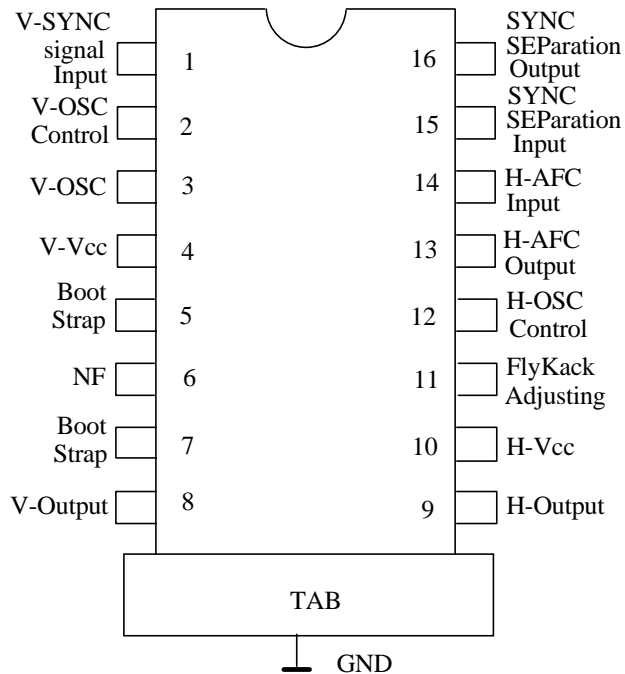 V-SYNC
signal
Input
1
V-OSC
Control
2
V-OSC
3
V-Vcc
4
Boot
Strap
5
NF
6
Boot
Strap
7
V-Output
8
SYNC
SEParation
Output
16
SYNC
SEParation
Input
15
H-AFC
Input
14
H-AFC
Output
13
H-OSC
Control
12
FlyKack
Adjusting
11
H-Vcc
10
H-Output
9
TAB
GND